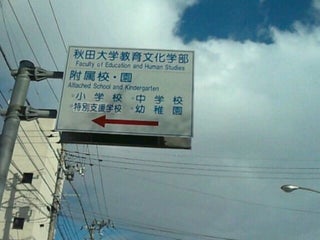 秋田大学教育文化学部
Faculty of Education and Human Studies
附属校・園
Attached School and Kindergarten
小学校 中学校
特別支援学校 幼稚園